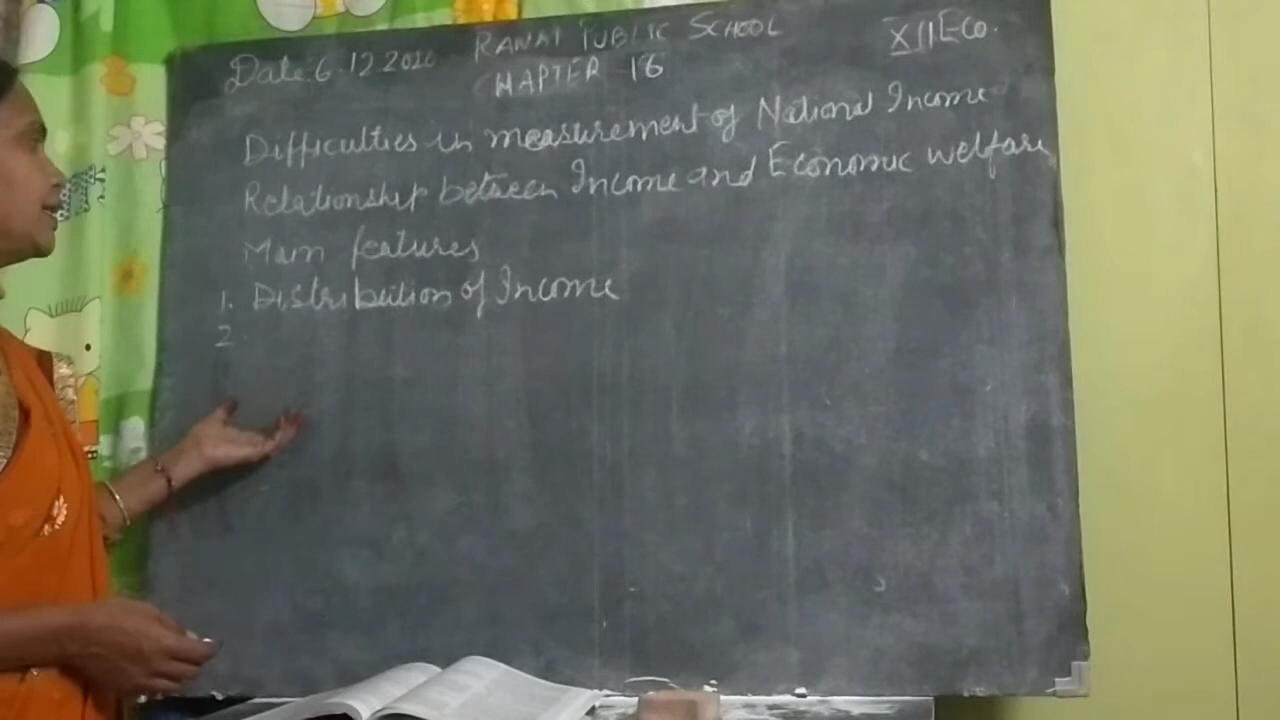 RANAT PUBLIC SCHOOL
XII Eco.
Date 6.12.2020
CHAPTER 16
Difficulties in measurement of National Income
Relationship between Income and Economic welfare
Main features
1. Distribution of Income
2.